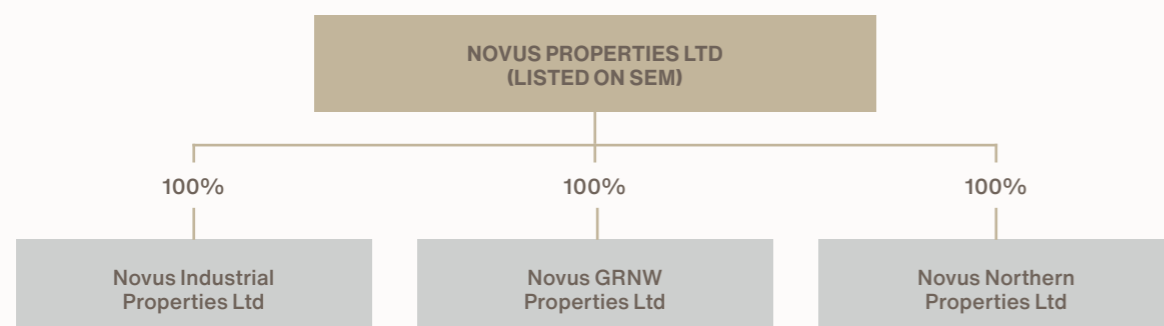 NOVUS PROPERTIES LTD
(LISTED ON SEM)
100%
100%
100%
Novus Industrial
Properties Ltd
Novus GRNW
Properties Ltd
Novus Northern
Properties Ltd